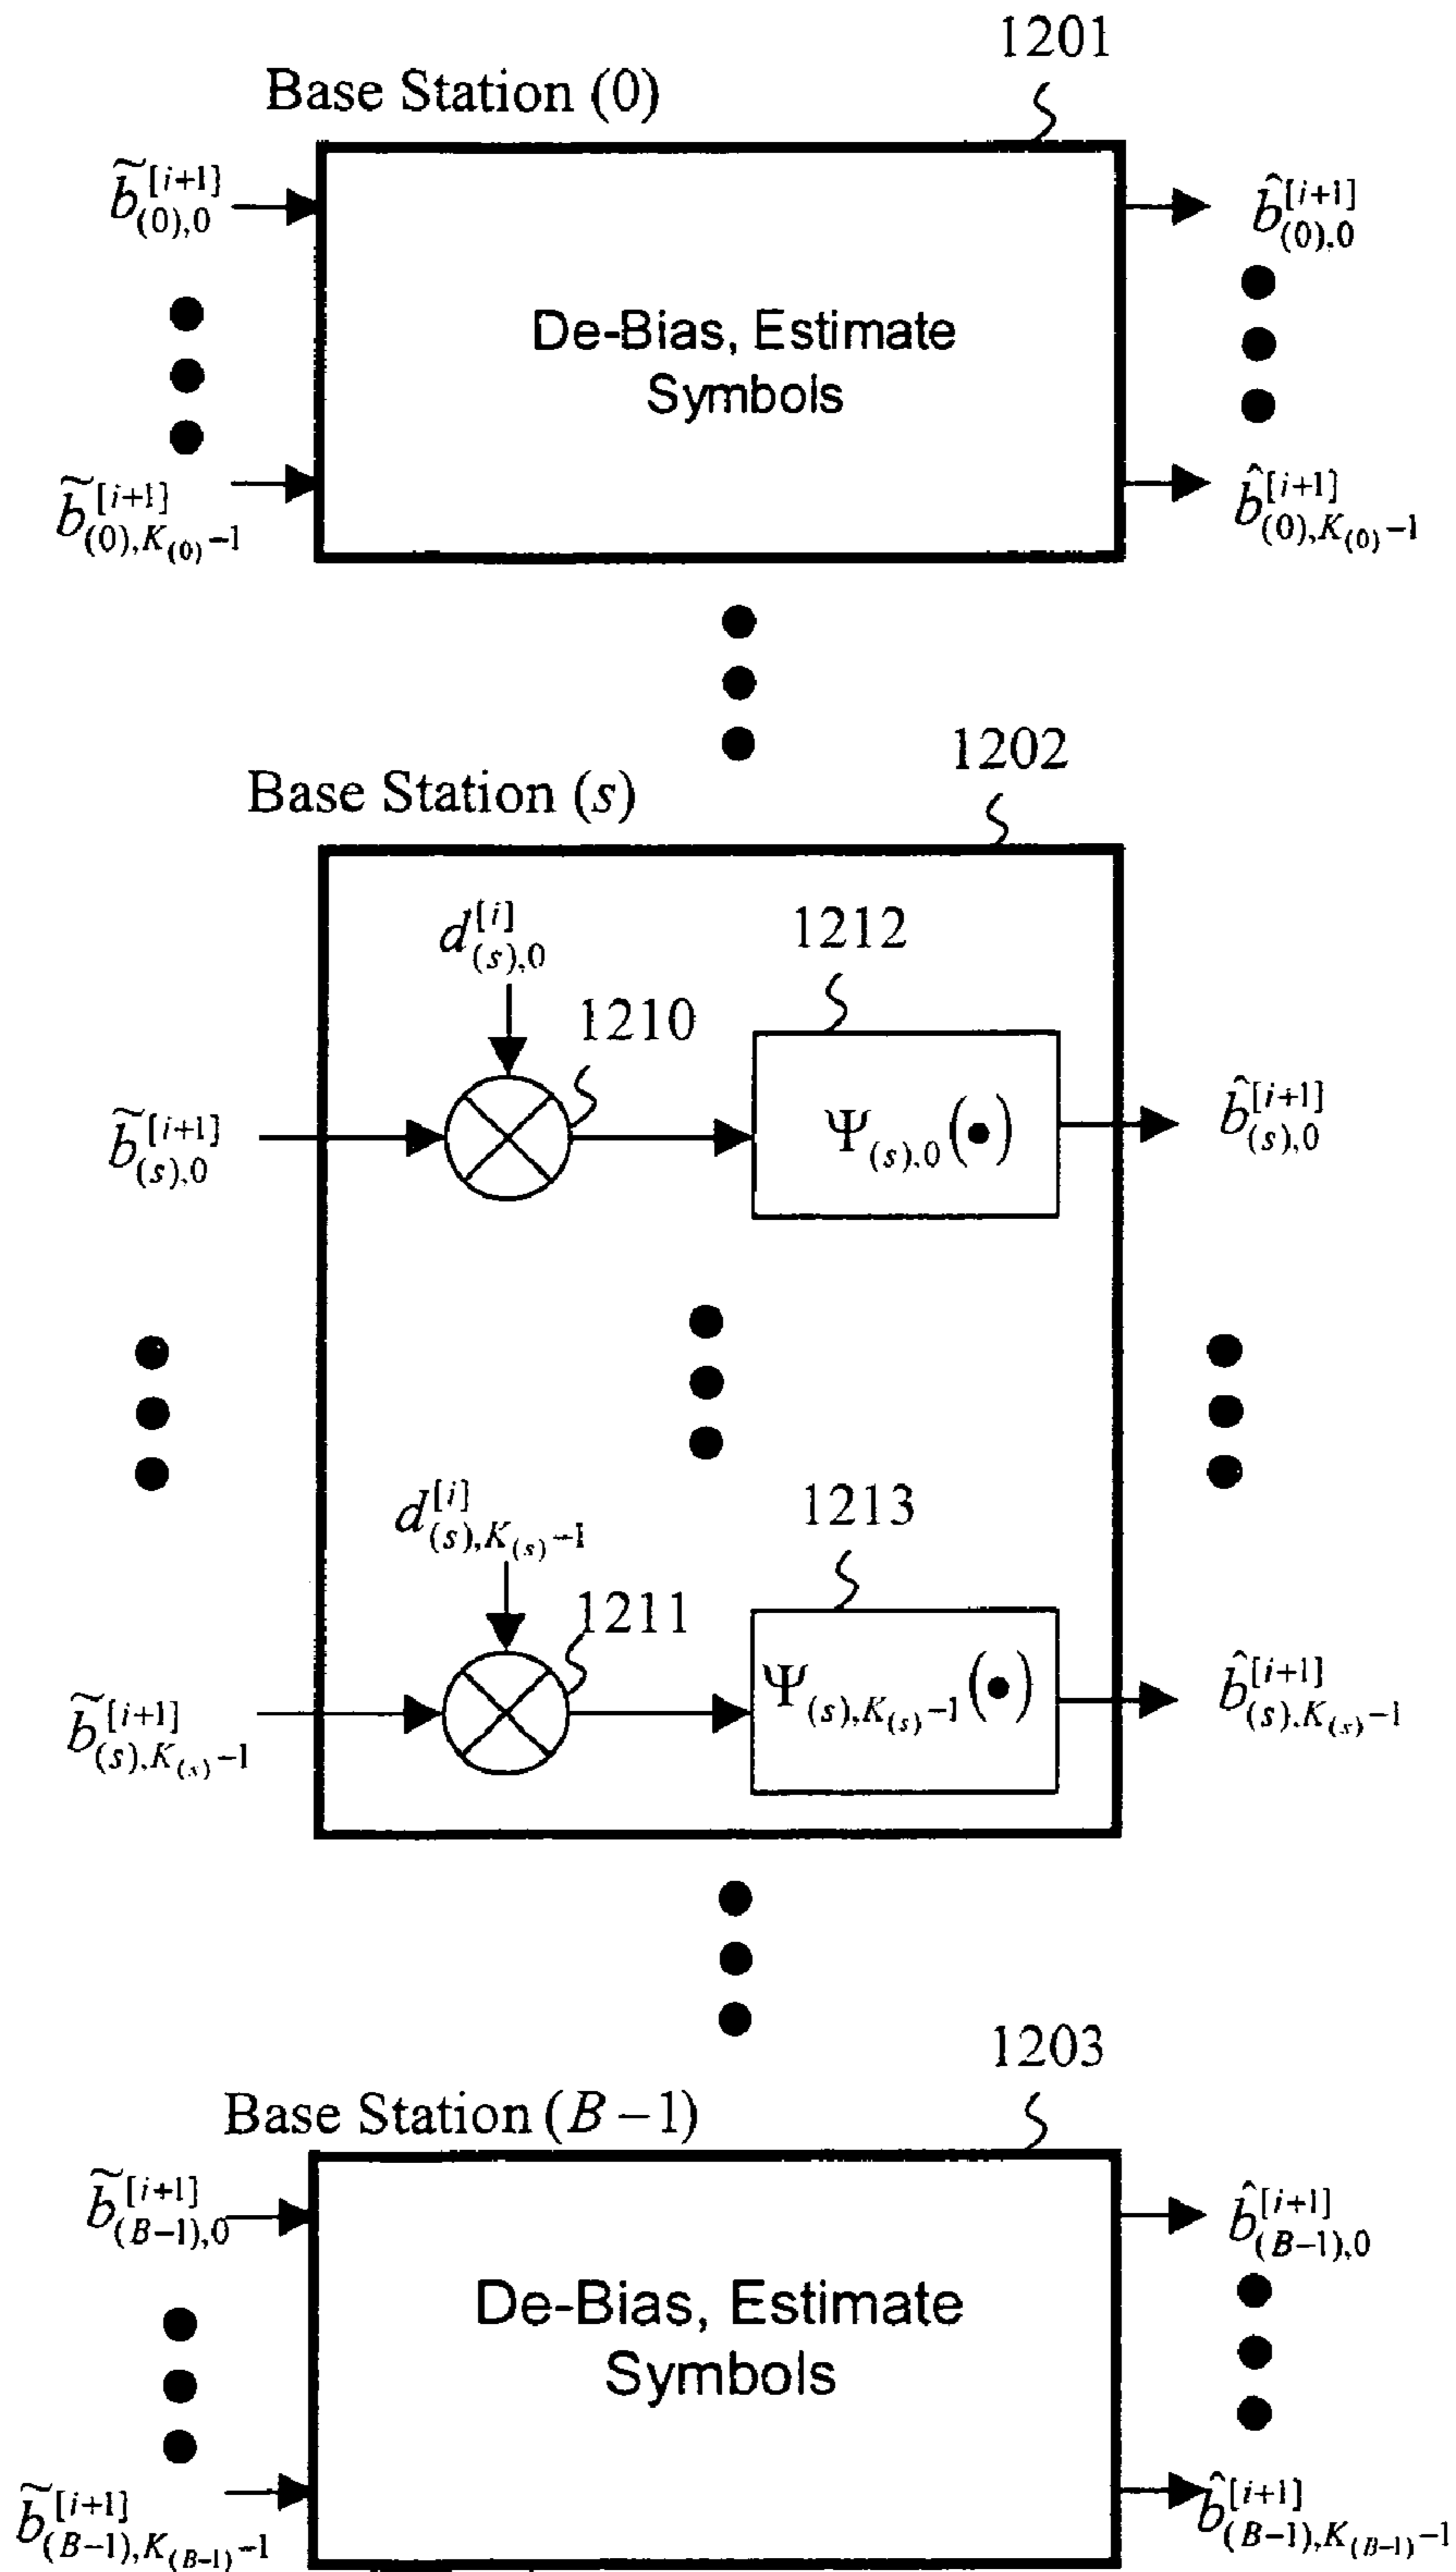 1201
Base Station (0)
b̃^{[i+1]}_{(0),0}
b̂^{[i+1]}_{(0),0}
De-Bias, Estimate
Symbols
b̃^{[i+1]}_{(0),K_{(0)}−1}
b̂^{[i+1]}_{(0),K_{(0)}−1}
1202
Base Station (s)
d^{[i]}_{(s),0}
1212
1210
b̃^{[i+1]}_{(s),0}
Ψ_{(s),0}(•)
b̂^{[i+1]}_{(s),0}
d^{[i]}_{(s),K_{(s)}−1}
1213
1211
b̃^{[i+1]}_{(s),K_{(s)}−1}
Ψ_{(s),K_{(s)}−1}(•)
b̂^{[i+1]}_{(s),K_{(s)}−1}
1203
Base Station (B−1)
b̃^{[i+1]}_{(B−1),0}
b̂^{[i+1]}_{(B−1),0}
De-Bias, Estimate
Symbols
b̃^{[i+1]}_{(B−1),K_{(B−1)}−1}
b̂^{[i+1]}_{(B−1),K_{(B−1)}−1}